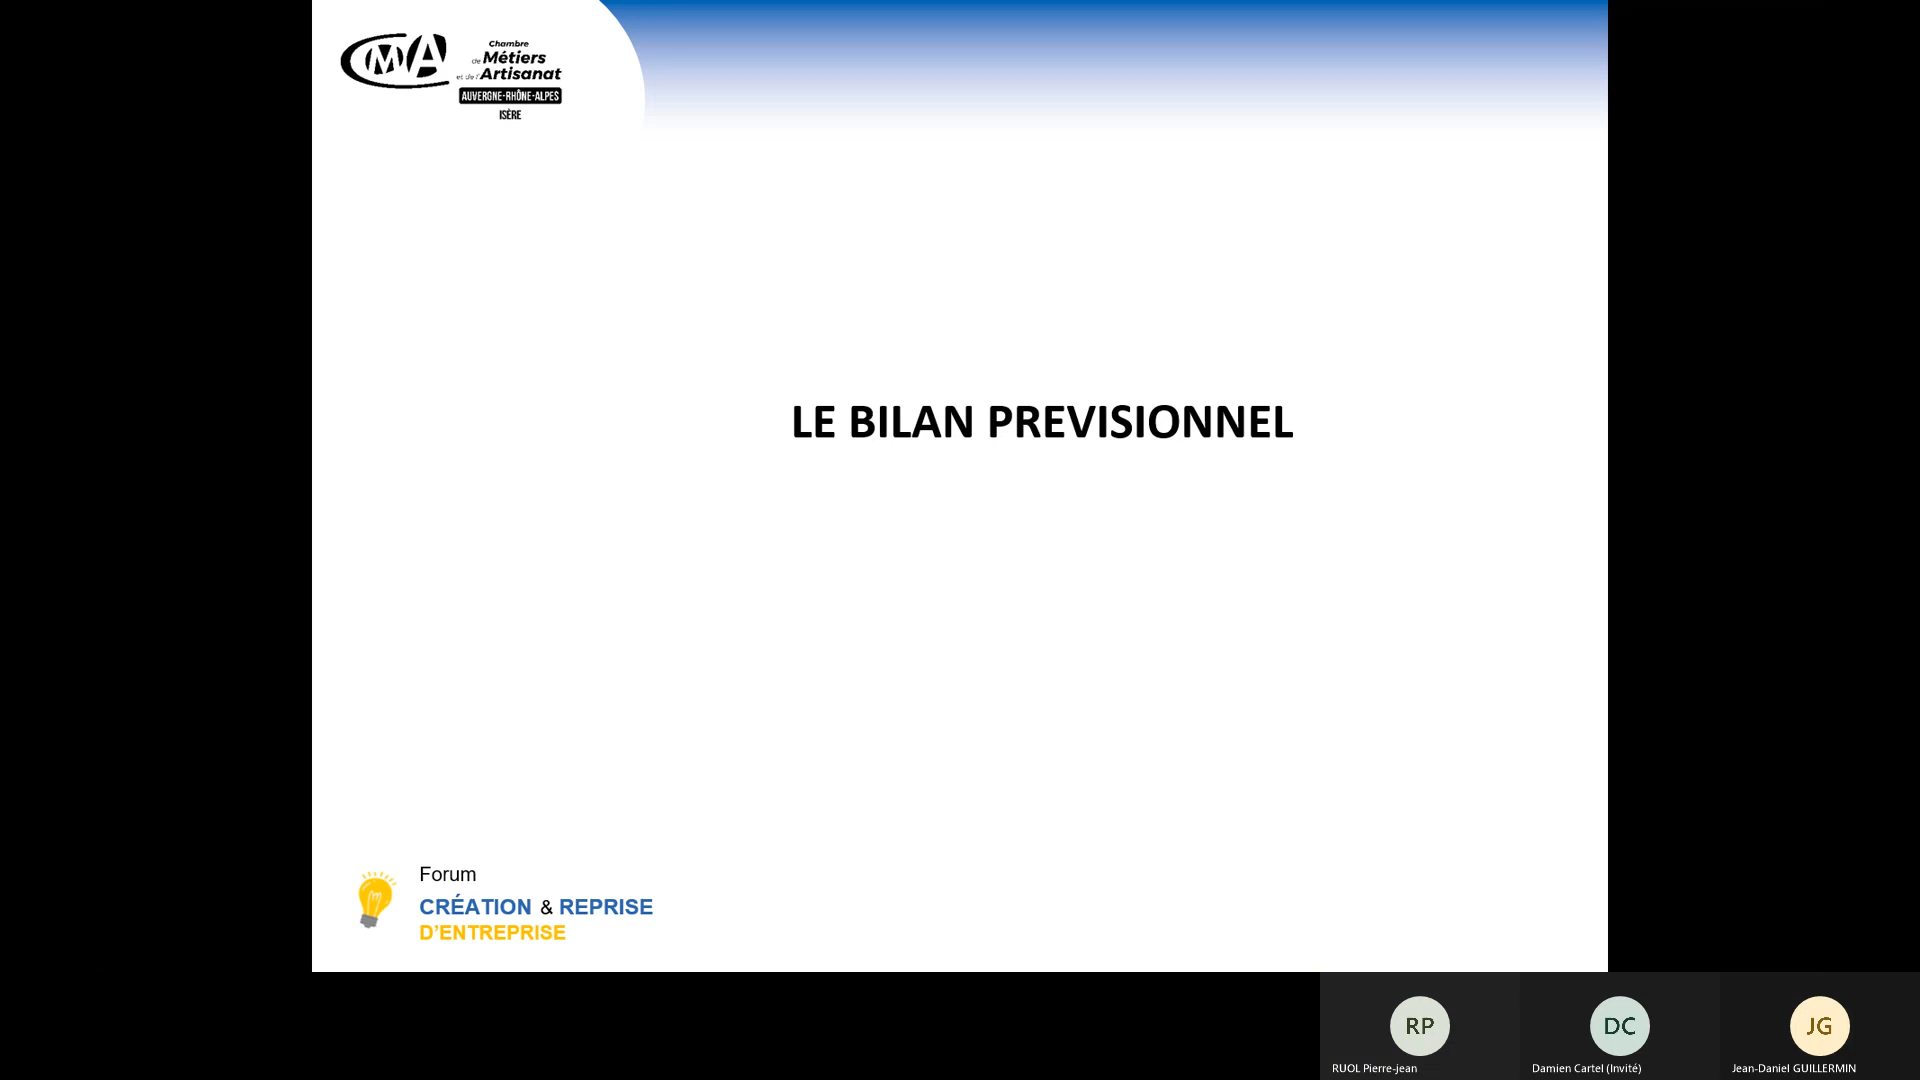 CMA
Chambre
de Métiers
et de l'Artisanat
AUVERGNE-RHÔNE-ALPES
ISÈRE
LE BILAN PREVISIONNEL
Forum
CRÉATION & REPRISE
D'ENTREPRISE
RP
DC
JG
RUOL Pierre-jean
Damien Cartel (Invité)
Jean-Daniel GUILLERMIN